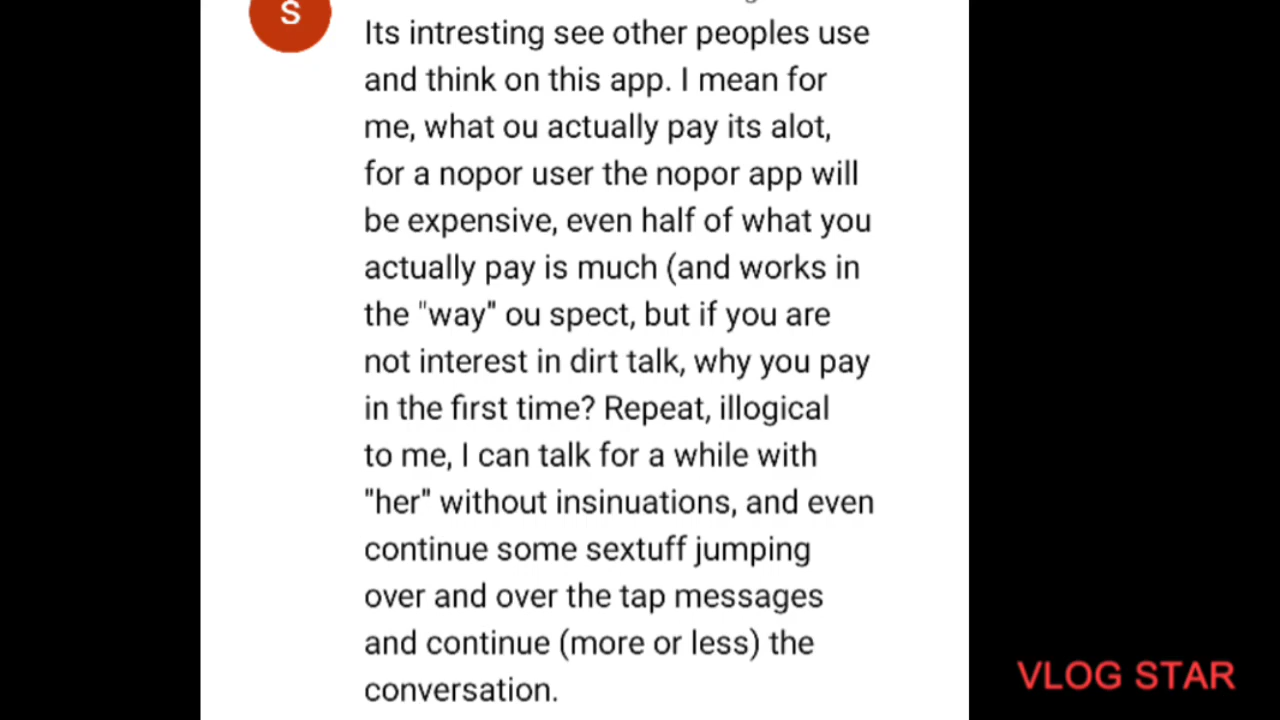 S
Its intresting see other peoples use
and think on this app. I mean for
me, what ou actually pay its alot,
for a nopor user the nopor app will
be expensive, even half of what you
actually pay is much (and works in
the "way" ou spect, but if you are
not interest in dirt talk, why you pay
in the first time? Repeat, illogical
to me, I can talk for a while with
"her" without insinuations, and even
continue some sextuff jumping
over and over the tap messages
and continue (more or less) the
conversation.
VLOG STAR